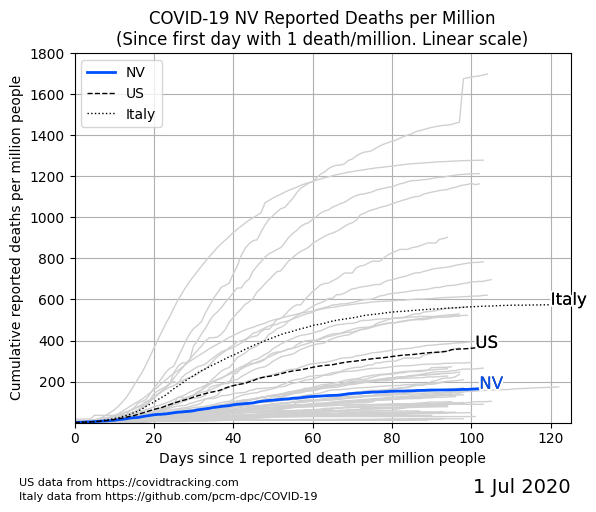 COVID-19 NV Reported Deaths per Million
(Since first day with 1 death/million. Linear scale)
Cumulative reported deaths per million people
1800
1600
1400
1200
1000
800
600
400
200
NV
US
Italy
Italy
US
NV
0
20
40
60
80
100
120
Days since 1 reported death per million people
US data from https://covidtracking.com
Italy data from https://github.com/pcm-dpc/COVID-19
1 Jul 2020